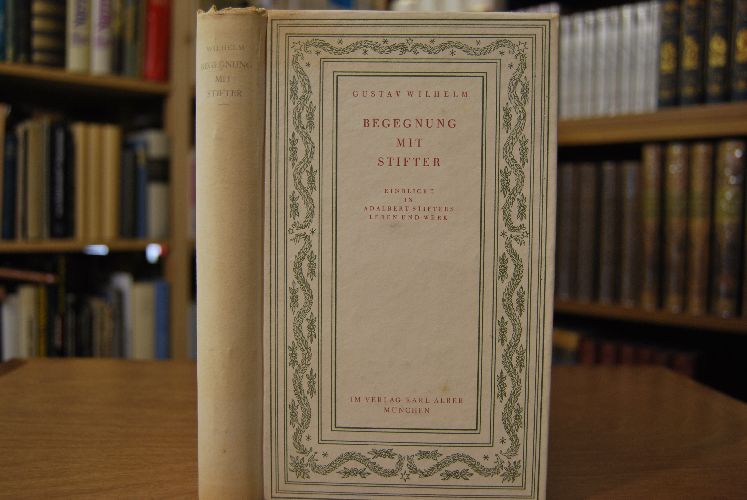 WILHELM
BEGEGNUNG
MIT
STIFTER
GUSTAV WILHELM
BEGEGNUNG
MIT
STIFTER
EINBLICKE
IN
ADALBERT STIFTERS
LEBEN UND WERK
IM VERLAG KARL ALBER
MÜNCHEN